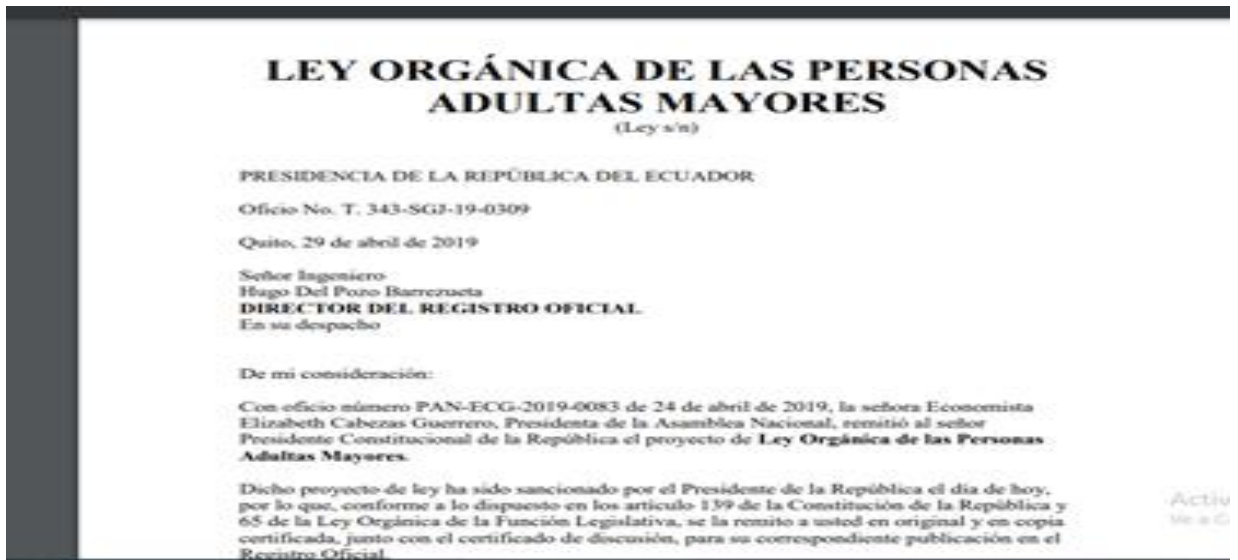 LEY ORGÁNICA DE LAS PERSONAS
ADULTAS MAYORES
(Ley s/n)
PRESIDENCIA DE LA REPÚBLICA DEL ECUADOR
Oficio No. T. 343-SGJ-19-0309
Quito, 29 de abril de 2019
Señor Ingeniero
Hugo Del Pozo Barrezueta
DIRECTOR DEL REGISTRO OFICIAL
En su despacho
De mi consideración:
Con oficio número PAN-ECG-2019-0083 de 24 de abril de 2019, la señora Economista
Elizabeth Cabezas Guerrero, Presidenta de la Asamblea Nacional, remitió al señor
Presidente Constitucional de la República el proyecto de Ley Orgánica de las Personas
Adultas Mayores.
Dicho proyecto de ley ha sido sancionado por el Presidente de la República el día de hoy,
por lo que, conforme a lo dispuesto en los artículo 139 de la Constitución de la República y
65 de la Ley Orgánica de la Función Legislativa, se la remito a usted en original y en copia
certificada, junto con el certificado de discusión, para su correspondiente publicación en el
Registro Oficial.
Activ
Ve a C